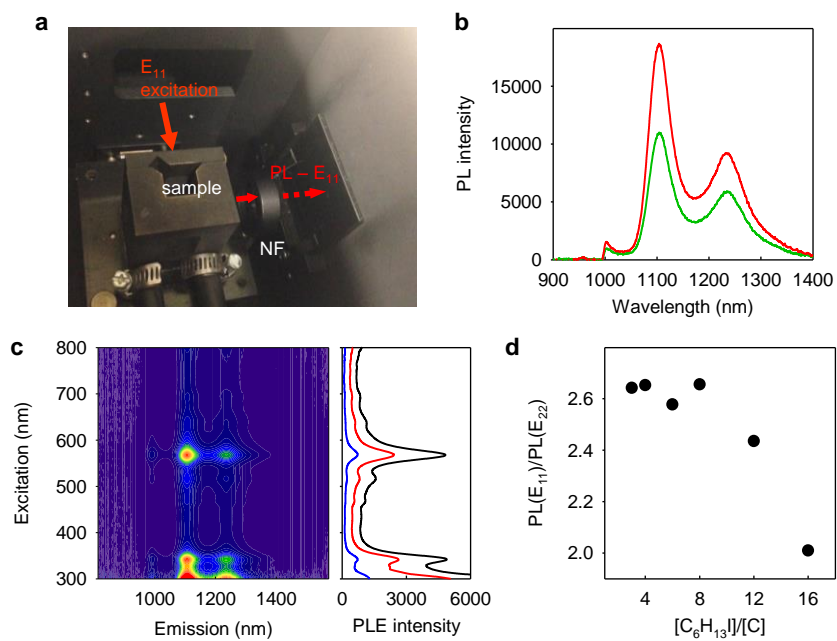 a
E₁₁
excitation
sample
PL – E₁₁
NF
b
PL intensity
15000
10000
5000
0
900 1000 1100 1200 1300 1400
Wavelength (nm)
c
Excitation (nm)
800
700
600
500
400
300
1000 1200 1400
Emission (nm)
0 3000 6000
PLE intensity
d
PL(E₁₁)/PL(E₂₂)
2.6
2.4
2.2
2.0
4 8 12 16
[C₆H₁₃I]/[C]